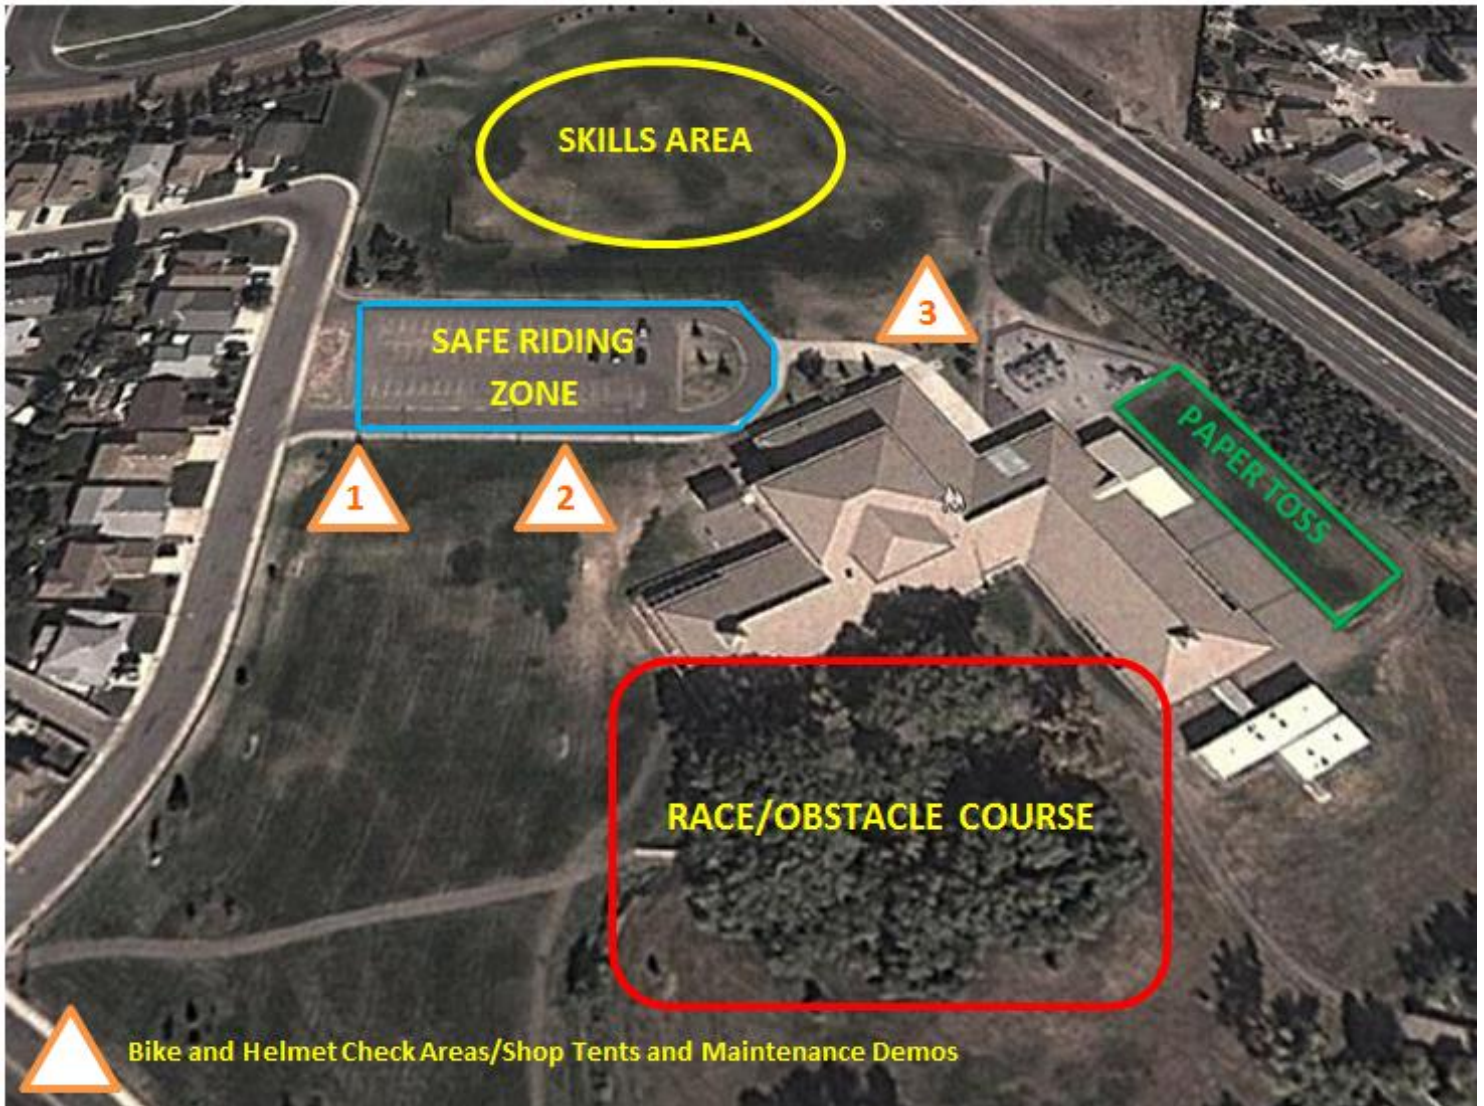 SKILLS AREA
SAFE RIDING
ZONE
3
1
2
PAPER TOSS
RACE/OBSTACLE COURSE
Bike and Helmet Check Areas/Shop Tents and Maintenance Demos